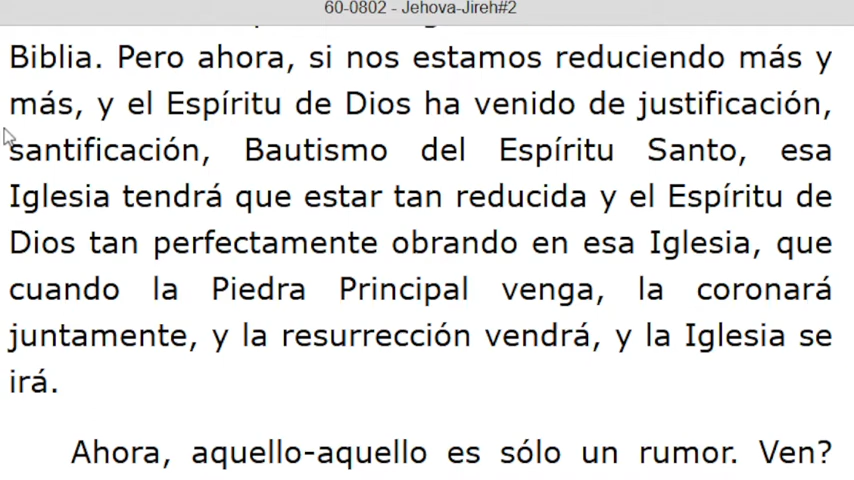 60-0802 - Jehova-Jireh#2
Biblia. Pero ahora, si nos estamos reduciendo más y
más, y el Espíritu de Dios ha venido de justificación,
santificación, Bautismo del Espíritu Santo, esa
Iglesia tendrá que estar tan reducida y el Espíritu de
Dios tan perfectamente obrando en esa Iglesia, que
cuando la Piedra Principal venga, la coronará
juntamente, y la resurrección vendrá, y la Iglesia se
irá.
Ahora, aquello-aquello es sólo un rumor. Ven?